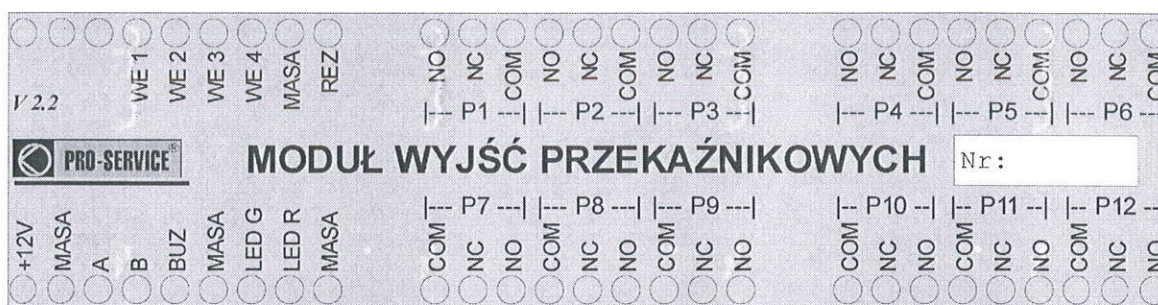 WE 1 WE 2 WE 3 WE 4 MASA REZ NO NC COM NO NC COM NO NC COM NO NC COM NO NC COM NO NC COM
V 2.2 |--- P1 ---| |--- P2 ---| |--- P3 ---| |--- P4 ---| |--- P5 ---| |--- P6 ---
PRO-SERVICE® MODUŁ WYJŚĆ PRZEKAŹNIKOWYCH Nr:
|--- P7 ---| |--- P8 ---| |--- P9 ---| |-- P10 --| |-- P11 --| |-- P12 --
+12V MASA A B BUZ MASA LED G LED R MASA COM NC NO COM NC NO COM NC NO COM NC NO COM NC NO COM NC NO